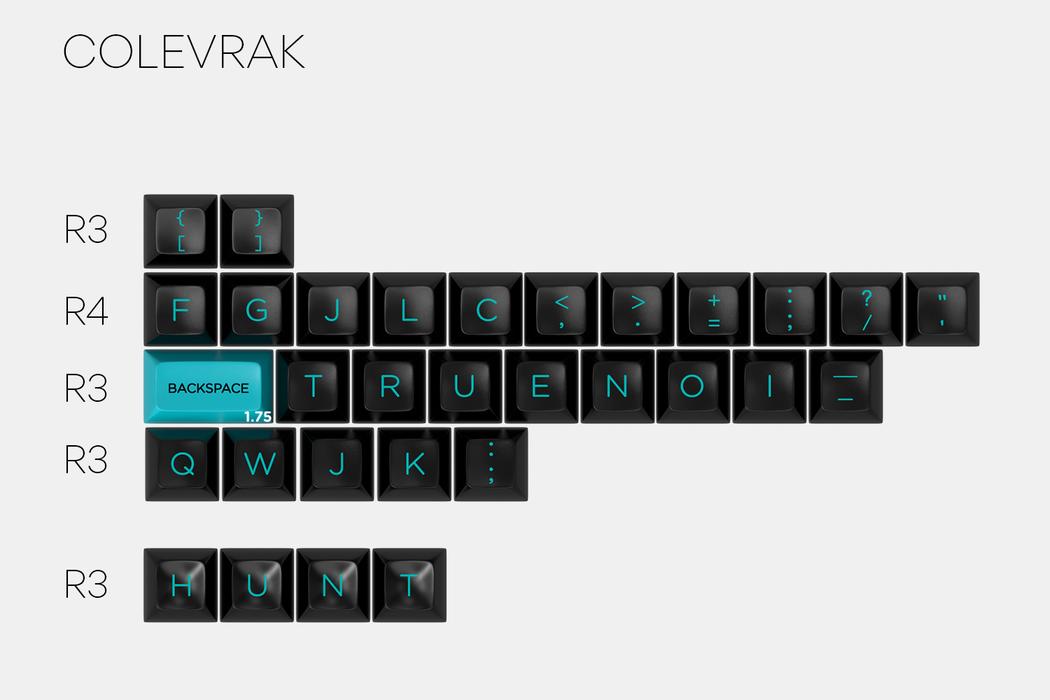 COLEVRAK
R3 { [ } ]
R4 F G J L C < , > . + = : ; ? / " '
R3 BACKSPACE 1.75 T R U E N O I — –
R3 Q W J K : ;
R3 H U N T